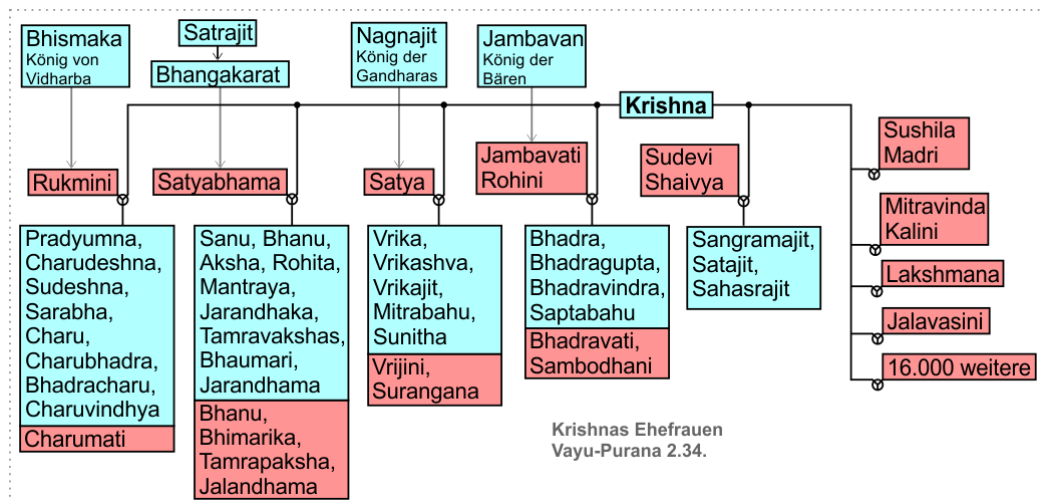 Bhismaka
König von
Vidharba
Satrajit
Bhangakarat
Nagnajit
König der
Gandharas
Jambavan
König der
Bären
Krishna
Rukmini
Satyabhama
Satya
Jambavati
Rohini
Sudevi
Shaivya
Sushila
Madri
Mitravinda
Kalini
Lakshmana
Jalavasini
16.000 weitere
Pradyumna,
Charudeshna,
Sudeshna,
Sarabha,
Charu,
Charubhadra,
Bhadracharu,
Charuvindhya
Charumati
Sanu, Bhanu,
Aksha, Rohita,
Mantraya,
Jarandhaka,
Tamravakshas,
Bhaumari,
Jarandhama
Bhanu,
Bhimarika,
Tamrapaksha,
Jalandhama
Vrika,
Vrikashva,
Vrikajit,
Mitrabahu,
Sunitha
Vrijini,
Surangana
Bhadra,
Bhadragupta,
Bhadravindra,
Saptabahu
Bhadravati,
Sambodhani
Sangramajit,
Satajit,
Sahasrajit
Krishnas Ehefrauen
Vayu-Purana 2.34.